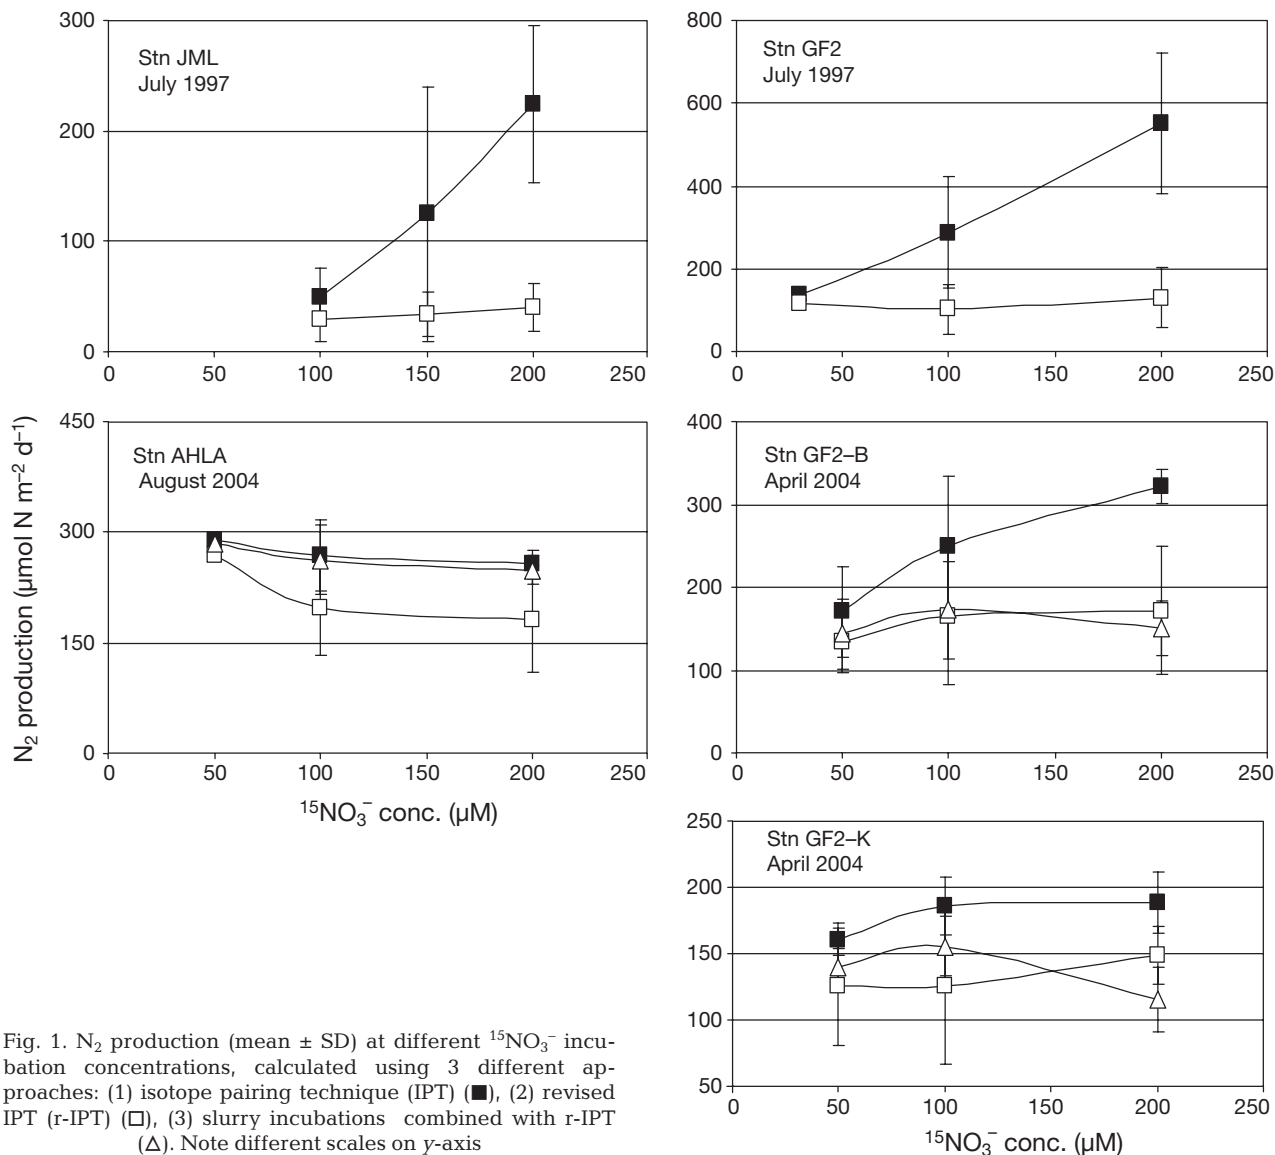 300
200
100
0
Stn JML
July 1997
0 50 100 150 200 250
800
600
400
200
0
Stn GF2
July 1997
0 50 100 150 200 250
N₂ production (µmol N m⁻² d⁻¹)
450
300
150
0
Stn AHLA
August 2004
0 50 100 150 200 250
¹⁵NO₃⁻ conc. (µM)
400
300
200
100
0
Stn GF2–B
April 2004
0 50 100 150 200 250
250
200
150
100
50
Stn GF2–K
April 2004
0 50 100 150 200 250
¹⁵NO₃⁻ conc. (µM)
Fig. 1. N₂ production (mean ± SD) at different ¹⁵NO₃⁻ incu-
bation concentrations, calculated using 3 different ap-
proaches: (1) isotope pairing technique (IPT) (■), (2) revised
IPT (r-IPT) (□), (3) slurry incubations combined with r-IPT
(△). Note different scales on y-axis